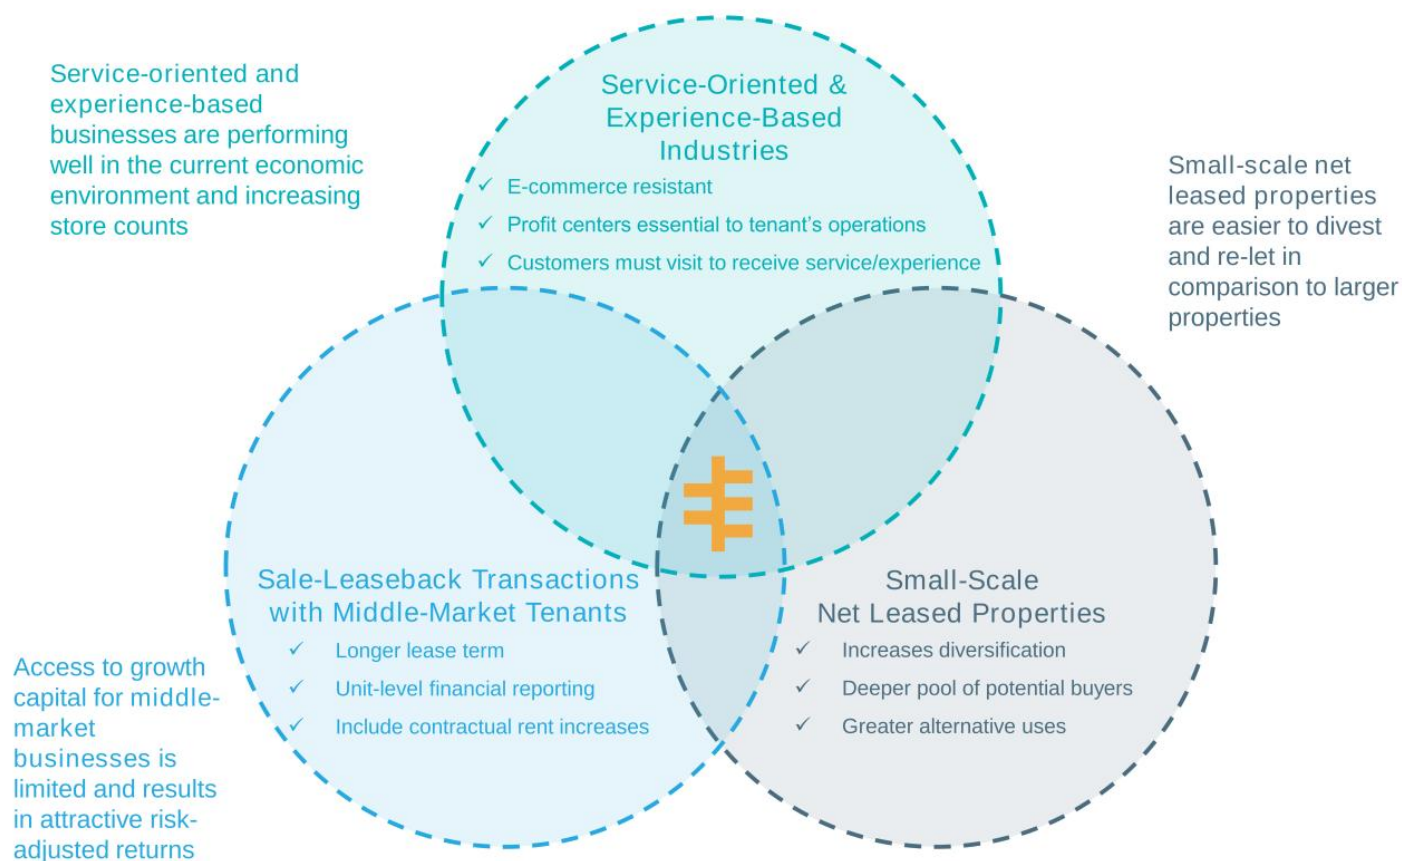 Service-oriented and
experience-based
businesses are performing
well in the current economic
environment and increasing
store counts
Service-Oriented &
Experience-Based
Industries
✓ E-commerce resistant
✓ Profit centers essential to tenant’s operations
✓ Customers must visit to receive service/experience
Small-scale net
leased properties
are easier to divest
and re-let in
comparison to larger
properties
Sale-Leaseback Transactions
with Middle-Market Tenants
✓ Longer lease term
✓ Unit-level financial reporting
✓ Include contractual rent increases
Small-Scale
Net Leased Properties
✓ Increases diversification
✓ Deeper pool of potential buyers
✓ Greater alternative uses
Access to growth
capital for middle-
market
businesses is
limited and results
in attractive risk-
adjusted returns